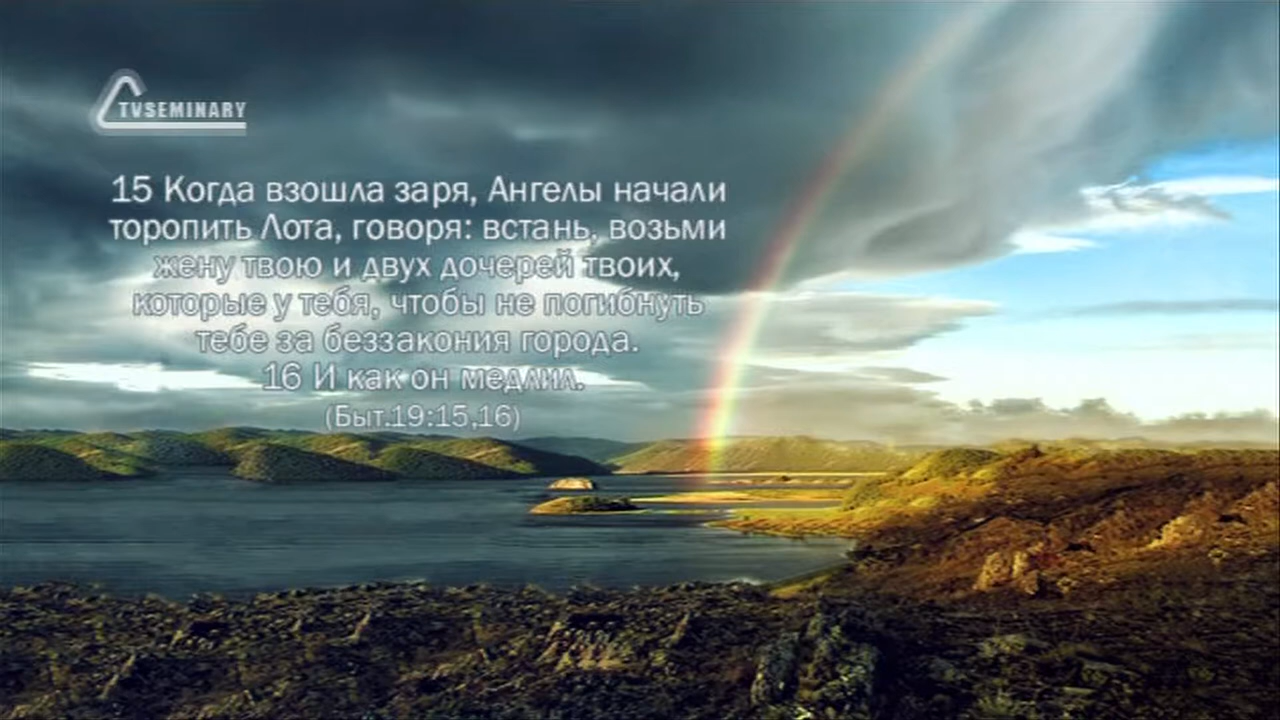 TVSEMINARY
15 Когда взошла заря, Ангелы начали
торопить Лота, говоря: встань, возьми
жену твою и двух дочерей твоих,
которые у тебя, чтобы не погибнуть
тебе за беззакония города.
16 И как он медлил.
(Быт.19:15,16)